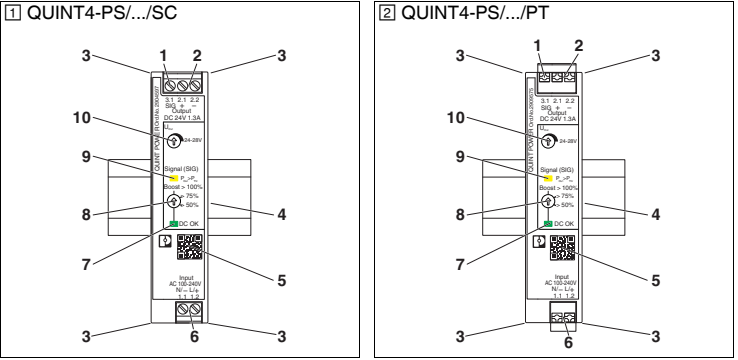 1 QUINT4-PS/.../SC
3 1 2 3
3.1 2.1 2.2
SIG + −
Output
DC 24V 1.3A
QUINT POWER
10
24-28V
Signal (SIG)
9
Boost > 100%
> 75%
8
> 50%
4
DC OK
7
5
Input
AC 100-240V
N/− L/+
1.1 1.2
3 6 3
2 QUINT4-PS/.../PT
3 1 2 3
3.1 2.1 2.2
SIG + −
Output
DC 24V 1.3A
QUINT POWER
10
24-28V
Signal (SIG)
9
Boost > 100%
> 75%
8
> 50%
4
DC OK
7
5
Input
AC 100-240V
N/− L/+
1.1 1.2
3 6 3